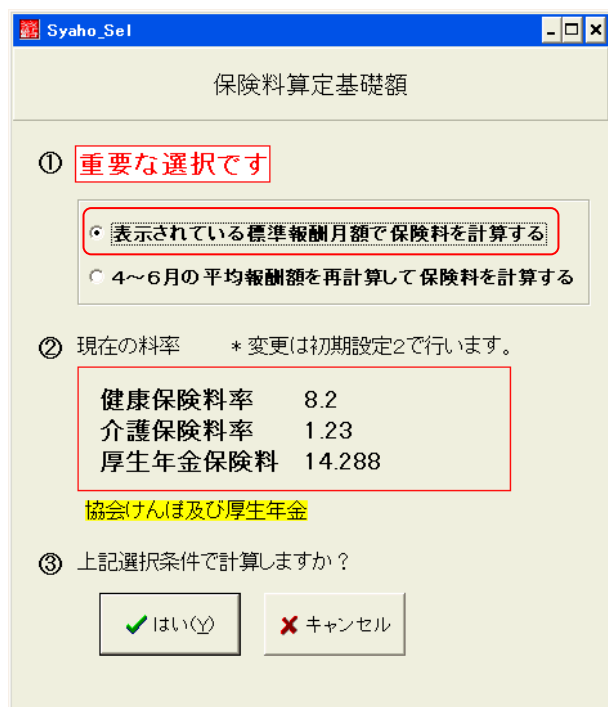 Syaho_Sel
保険料算定基礎額
① 重要な選択です
表示されている標準報酬月額で保険料を計算する
4～6月の平均報酬額を再計算して保険料を計算する
② 現在の料率 *変更は初期設定2で行います。
健康保険料率 8.2
介護保険料率 1.23
厚生年金保険料 14.288
協会けんぽ及び厚生年金
③ 上記選択条件で計算しますか？
はい(Y) キャンセル